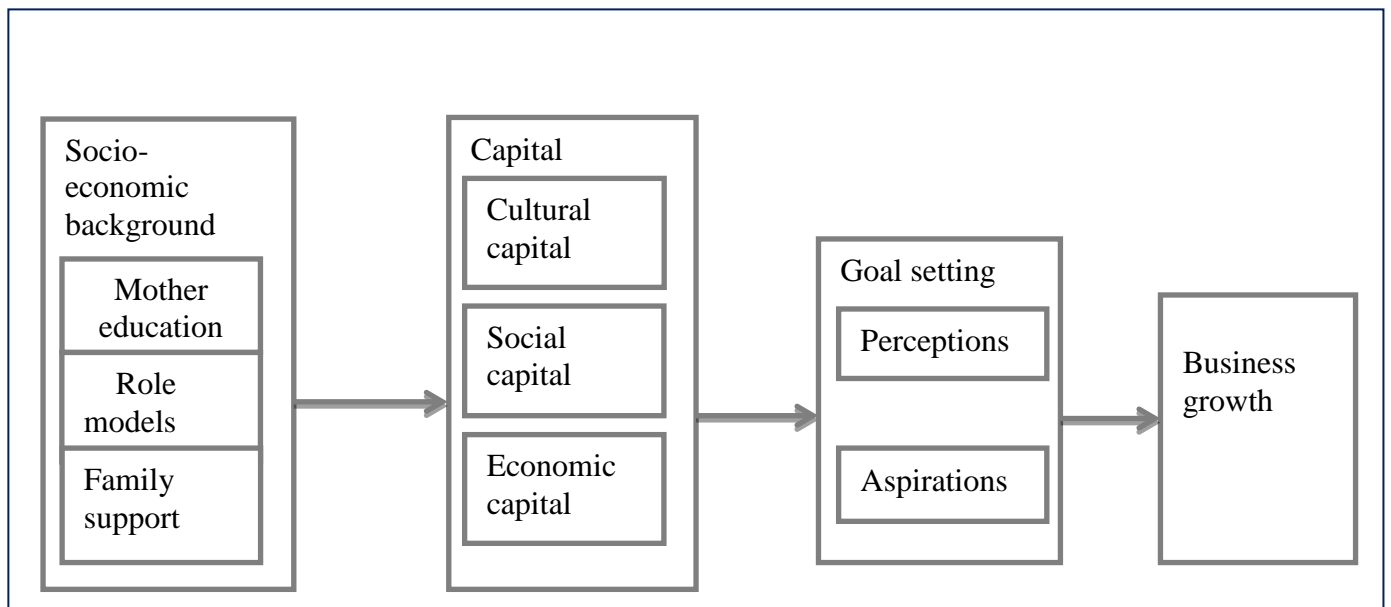 Socio-
economic
background
Mother
education
Role
models
Family
support
Capital
Cultural
capital
Social
capital
Economic
capital
Goal setting
Perceptions
Aspirations
Business
growth